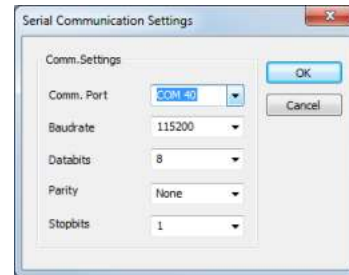 Serial Communication Settings
Comm.Settings
Comm. Port
COM 40
Baudrate
115200
Databits
8
Parity
None
Stopbits
1
OK
Cancel